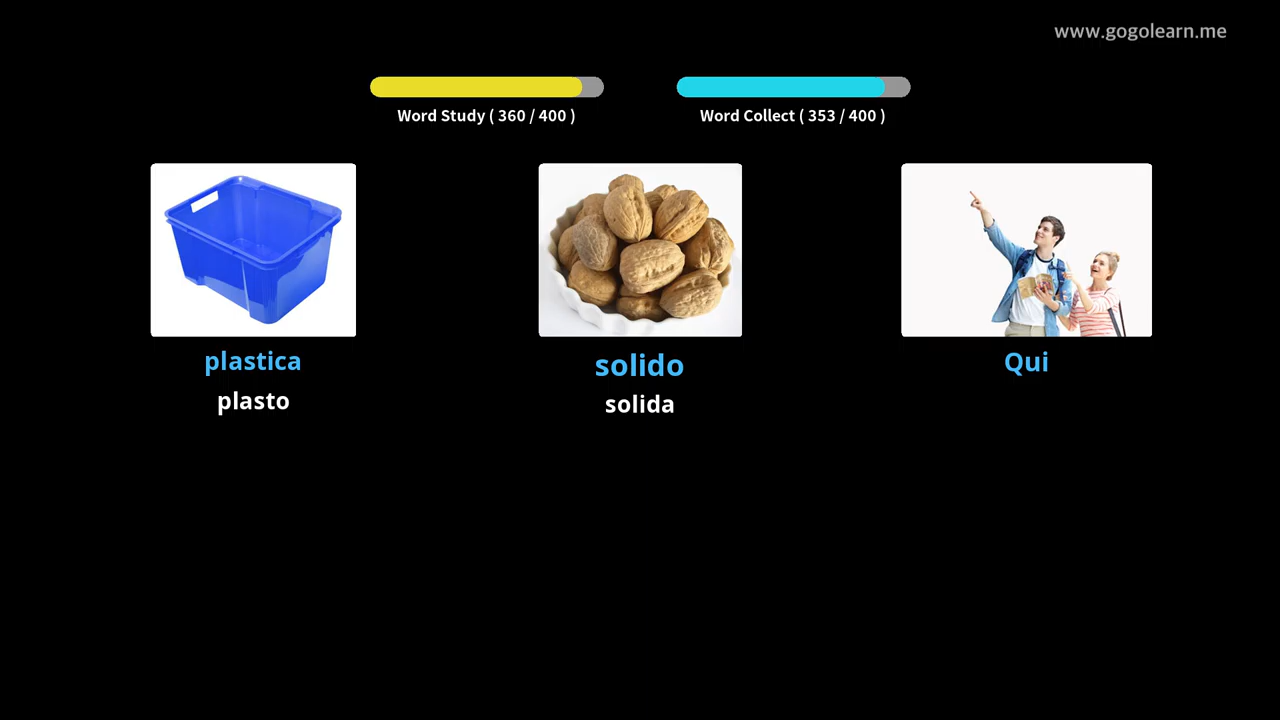 www.gogolearn.me
Word Study ( 360 / 400 )
Word Collect ( 353 / 400 )
plastica
plasto
solido
solida
Qui